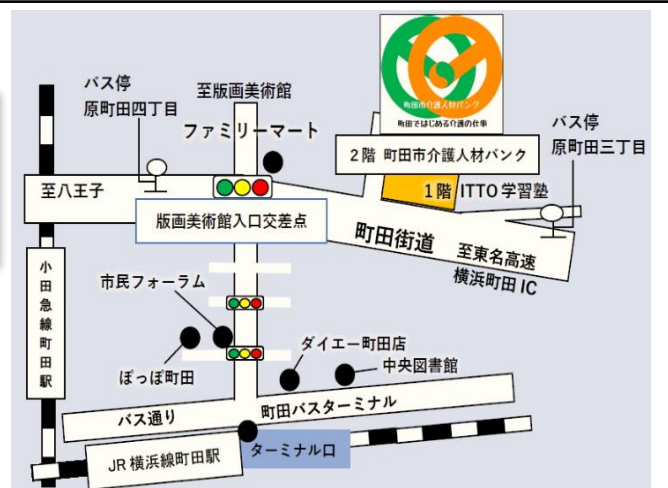 町田市介護人材バンク
町田ではじめる介護の仕事
バス停
原町田四丁目
至版画美術館
ファミリーマート
2階 町田市介護人材バンク
バス停
原町田三丁目
至八王子
1階 ITTO学習塾
版画美術館入口交差点
町田街道
至東名高速
横浜町田IC
小田急線町田駅
市民フォーラム
ぽっぽ町田
ダイエー町田店
中央図書館
バス通り
町田バスターミナル
JR横浜線町田駅
ターミナル口